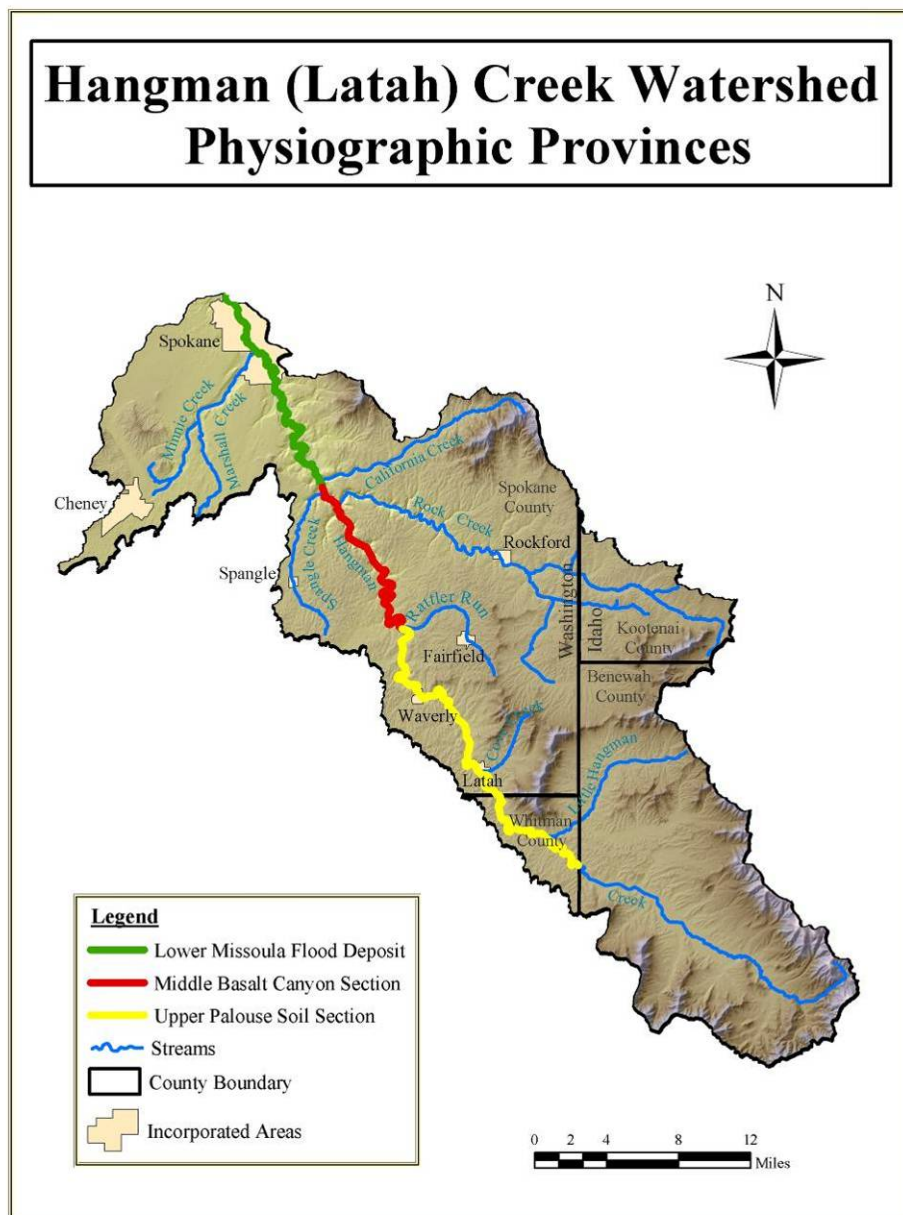 Hangman (Latah) Creek Watershed
Physiographic Provinces
N
Spokane
Minnie Creek
Marshall Creek
California Creek
Cheney
Spokane
County
Rock Creek
Rockford
Hangman
Spangle
Spangle Creek
Washington
Idaho
Rattler Run
Kootenai
County
Fairfield
Benewah
County
Waverly
Cove Creek
Little Hangman
Latah
Whitman
County
Creek
Legend
Lower Missoula Flood Deposit
Middle Basalt Canyon Section
Upper Palouse Soil Section
Streams
County Boundary
Incorporated Areas
0 2 4 8 12
Miles